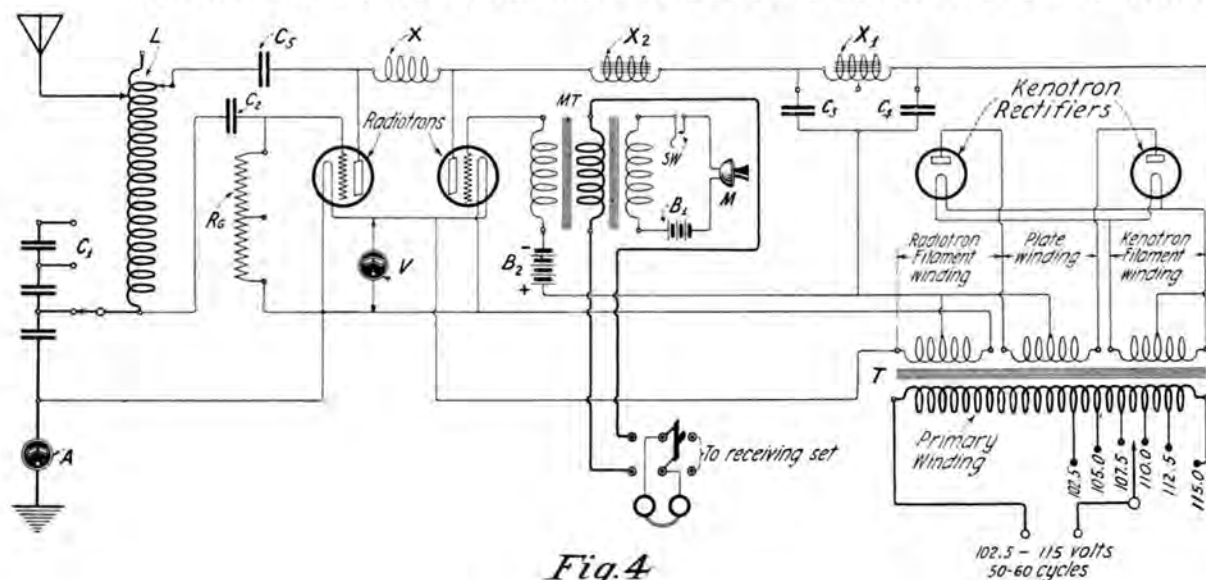 L
C5
X
X2
X1
C2
Radiotrons
MT
SW
M
B1
C3
C4
Kenotron
Rectifiers
C1
RG
V
B2
-
+
Radiotron
Filament
winding
Plate
winding
Kenotron
Filament
winding
T
A
Primary
Winding
102.5
105.0
107.5
110.0
112.5
115.0
To receiving set
102.5 – 115 volts
50-60 cycles
Fig.4